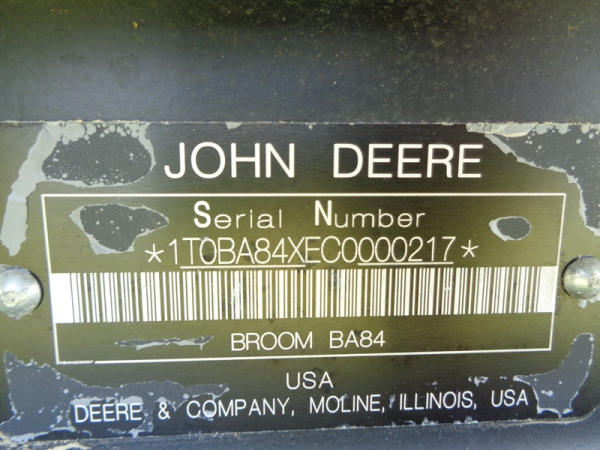 JOHN DEERE
Serial Number
*1T0BA84XEC0000217*
BROOM BA84
USA
DEERE & COMPANY, MOLINE, ILLINOIS, USA